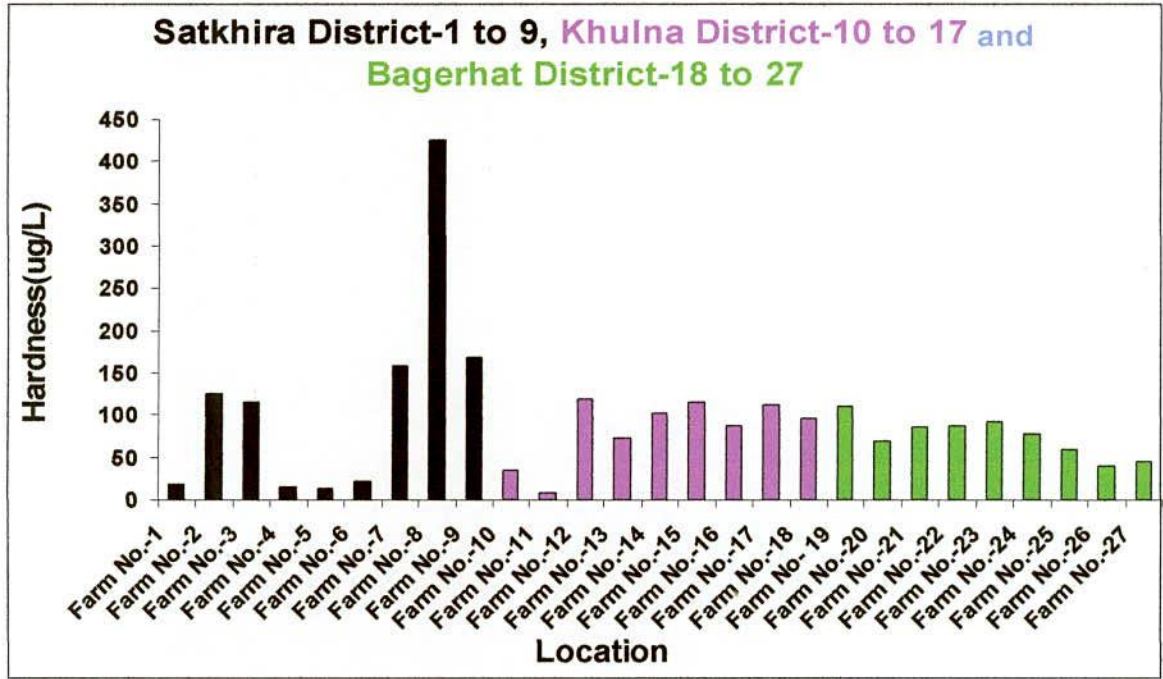 Satkhira District-1 to 9, Khulna District-10 to 17 and
Bagerhat District-18 to 27
Hardness(ug/L)
450
400
350
300
250
200
150
100
50
0
Farm No.-1
Farm No.-2
Farm No.-3
Farm No.-4
Farm No.-5
Farm No.-6
Farm No.-7
Farm No.-8
Farm No.-9
Farm No.-10
Farm No.-11
Farm No.-12
Farm No.-13
Farm No.-14
Farm No.-15
Farm No.-16
Farm No.-17
Farm No.-18
Farm No.- 19
Farm No.-20
Farm No.-21
Farm No.-22
Farm No.-23
Farm No.-24
Farm No.-25
Farm No.-26
Farm No.-27
Location